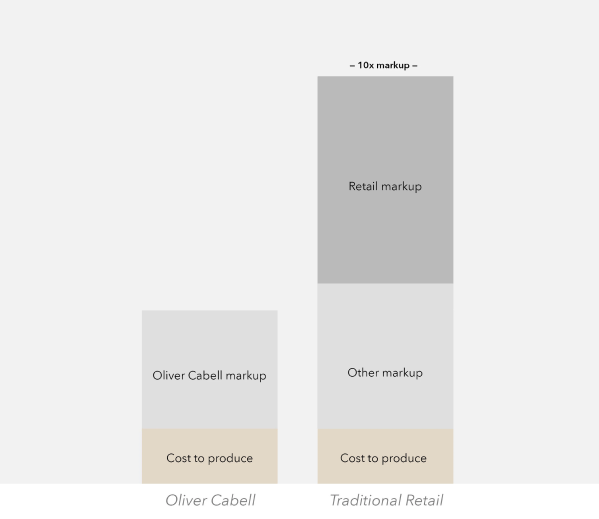 – 10x markup –
Retail markup
Oliver Cabell markup
Other markup
Cost to produce
Cost to produce
Oliver Cabell
Traditional Retail